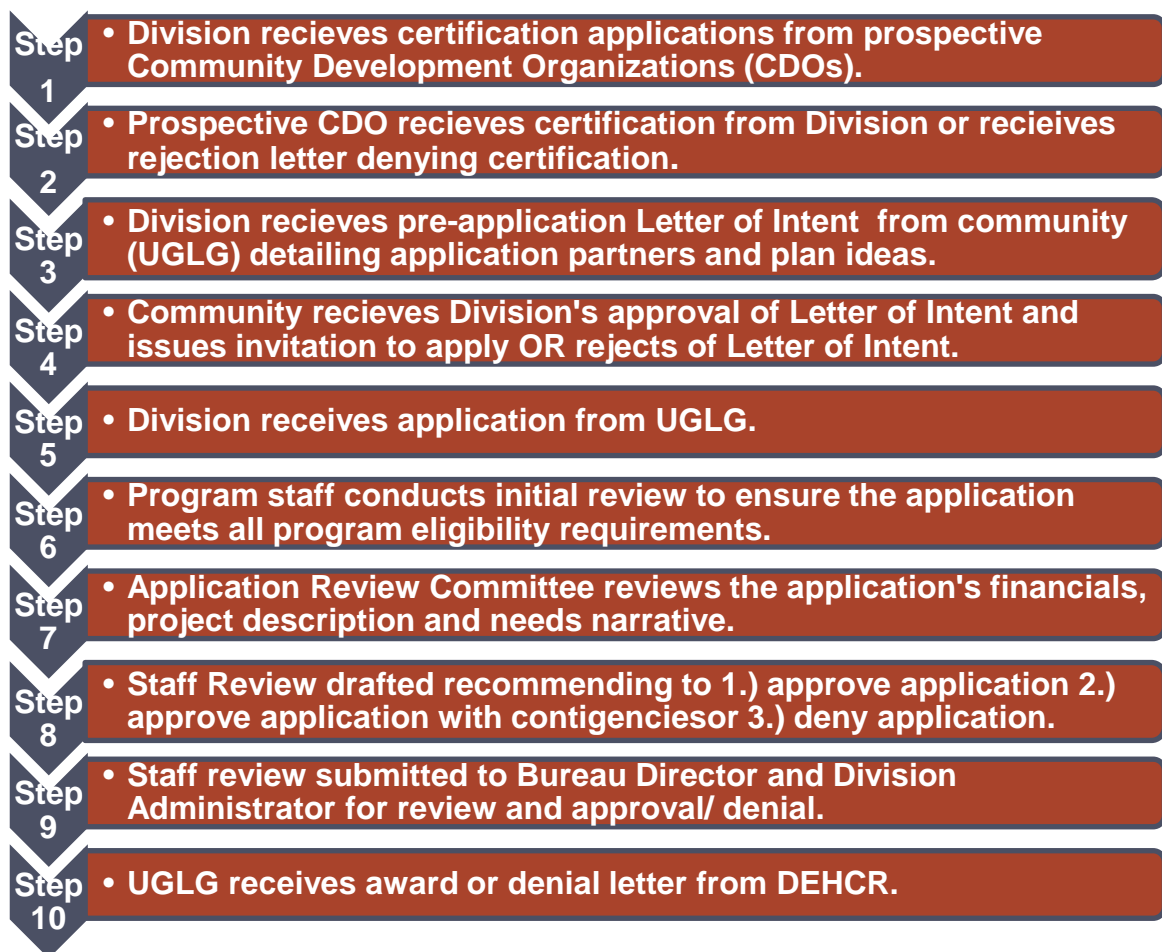 Step
1
• Division recieves certification applications from prospective
Community Development Organizations (CDOs).
Step
2
• Prospective CDO recieves certification from Division or recieives
rejection letter denying certification.
Step
3
• Division recieves pre-application Letter of Intent from community
(UGLG) detailing application partners and plan ideas.
Step
4
• Community recieves Division's approval of Letter of Intent and
issues invitation to apply OR rejects of Letter of Intent.
Step
5
• Division receives application from UGLG.
Step
6
• Program staff conducts initial review to ensure the application
meets all program eligibility requirements.
Step
7
• Application Review Committee reviews the application's financials,
project description and needs narrative.
Step
8
• Staff Review drafted recommending to 1.) approve application 2.)
approve application with contigenciesor 3.) deny application.
Step
9
• Staff review submitted to Bureau Director and Division
Administrator for review and approval/ denial.
Step
10
• UGLG receives award or denial letter from DEHCR.